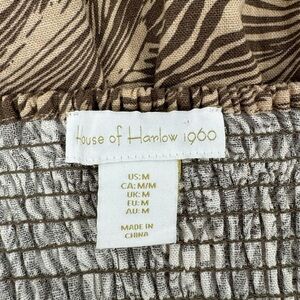 House of Harlow 1960
US:M
CA:M/M
UK:M
EU:M
AU:M
MADE IN
CHINA